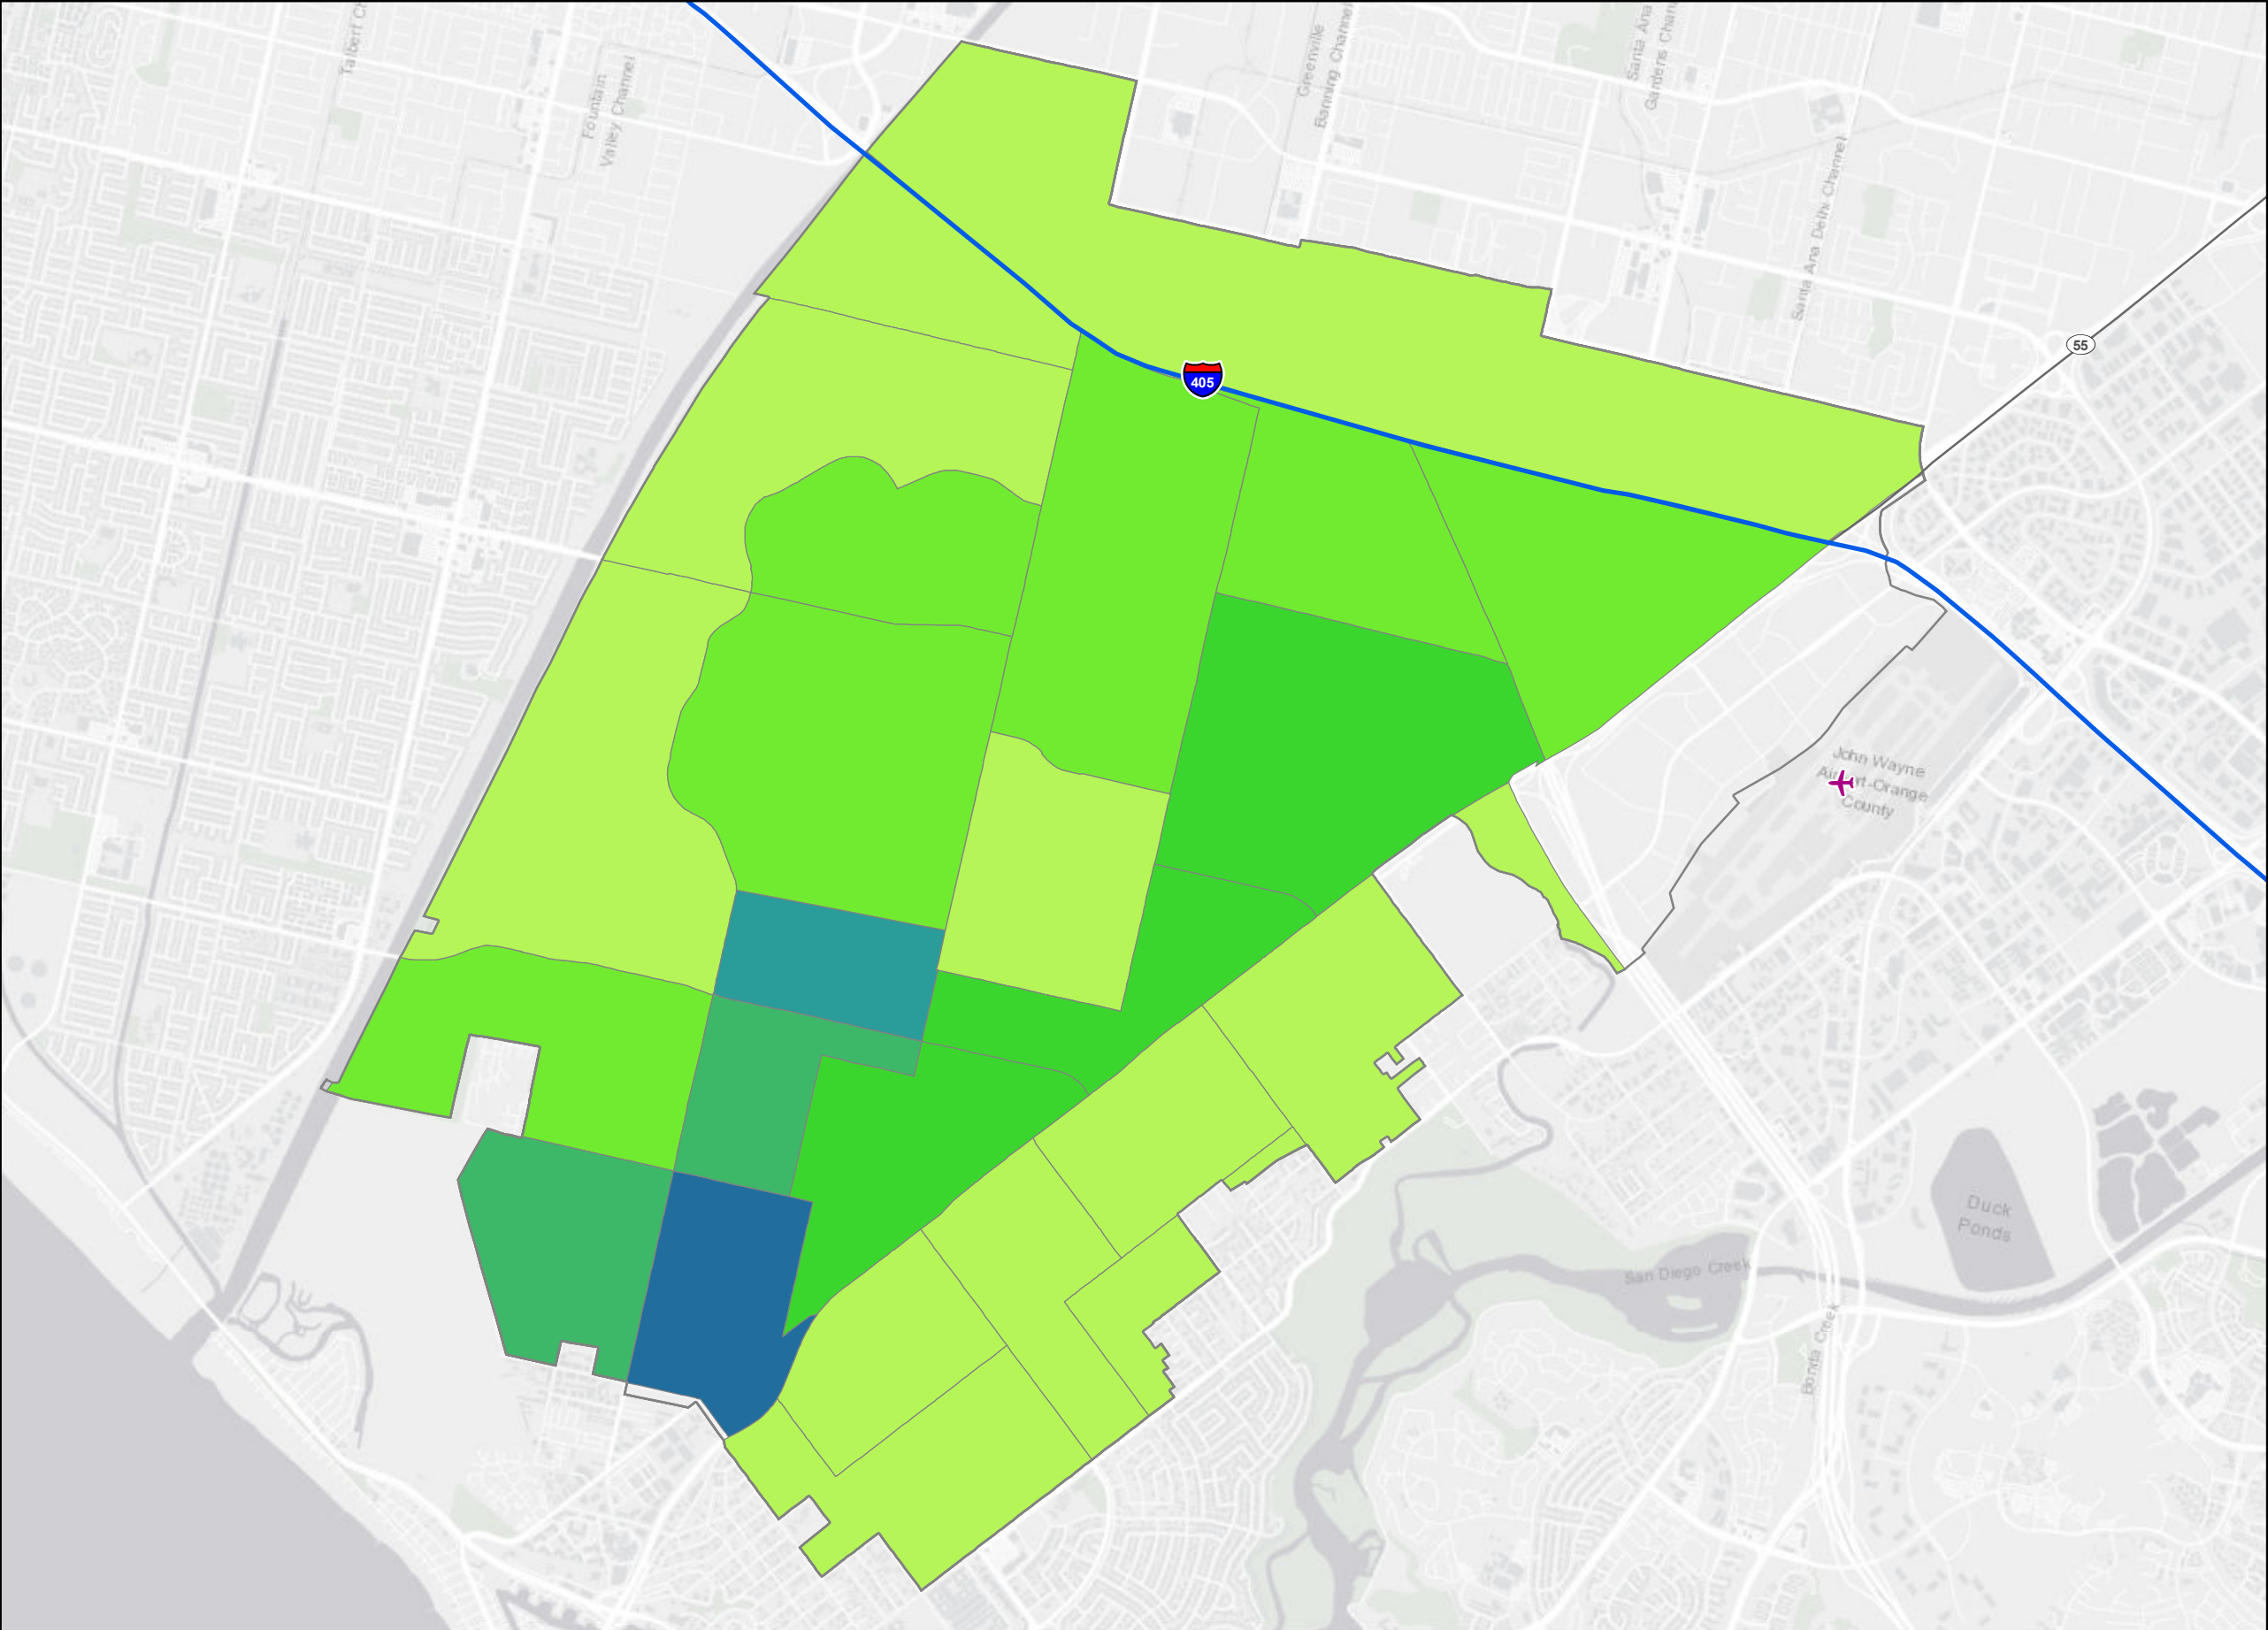 Talbert Ch
Fountain
Valley Channel
Greenville
Banning Channel
Santa Ana
Gardens Chan
Santa Ana Delhi Channel
55
405
John Wayne
Airport-Orange
County
Duck
Ponds
San Diego Creek
Bonita Creek